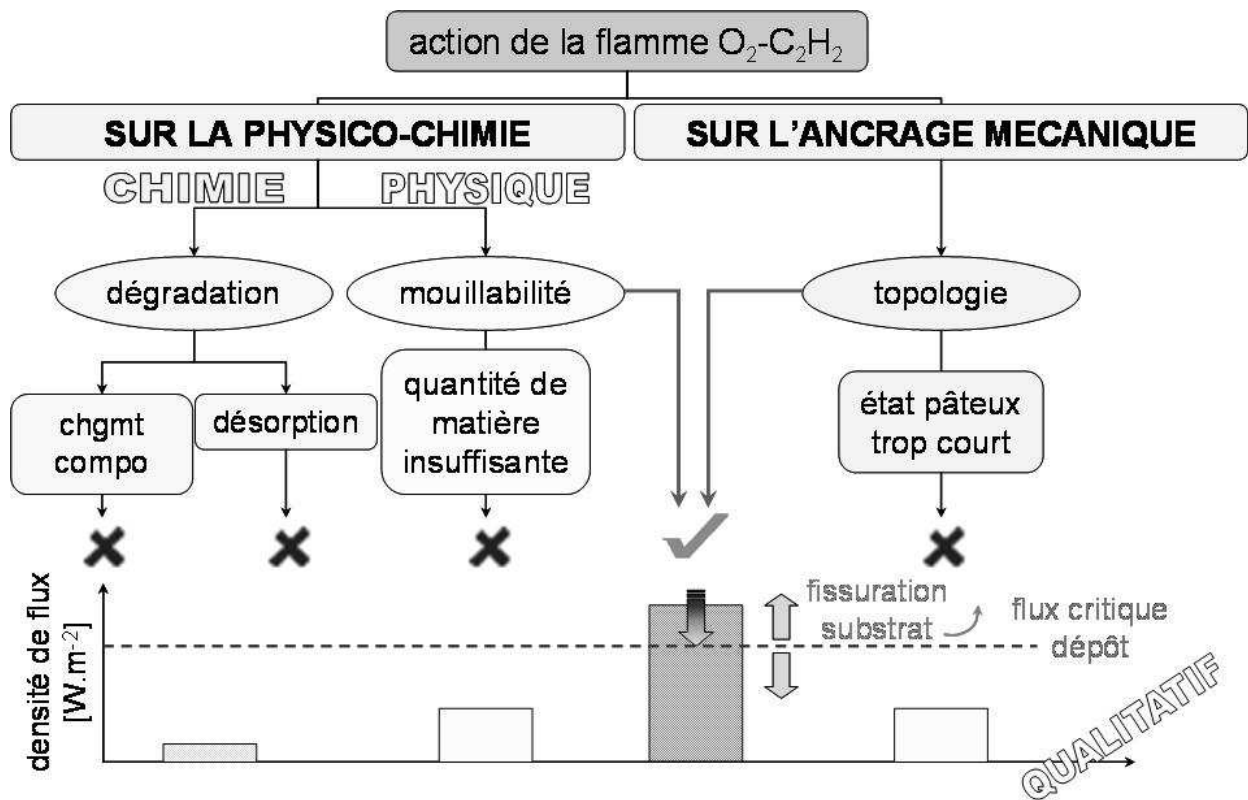 action de la flamme O₂-C₂H₂
SUR LA PHYSICO-CHIMIE
SUR L'ANCRAGE MECANIQUE
CHIMIE
PHYSIQUE
dégradation
mouillabilité
topologie
chgmt
compo
désorption
quantité de
matière
insuffisante
état pâteux
trop court
densité de flux
[W.m-²]
fissuration
substrat
flux critique
dépôt
QUALITATIF